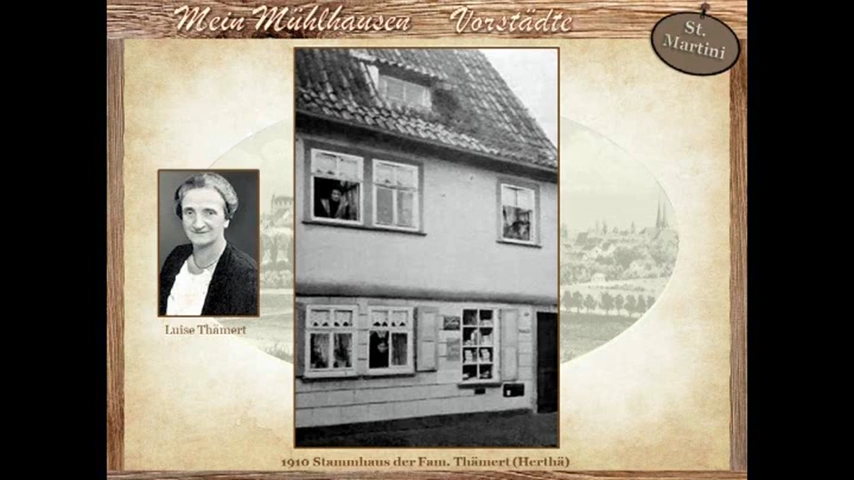 Mein Mühlhausen Vorstädte
St.
Martini
Luise Thämert
1910 Stammhaus der Fam. Thämert (Herthä)